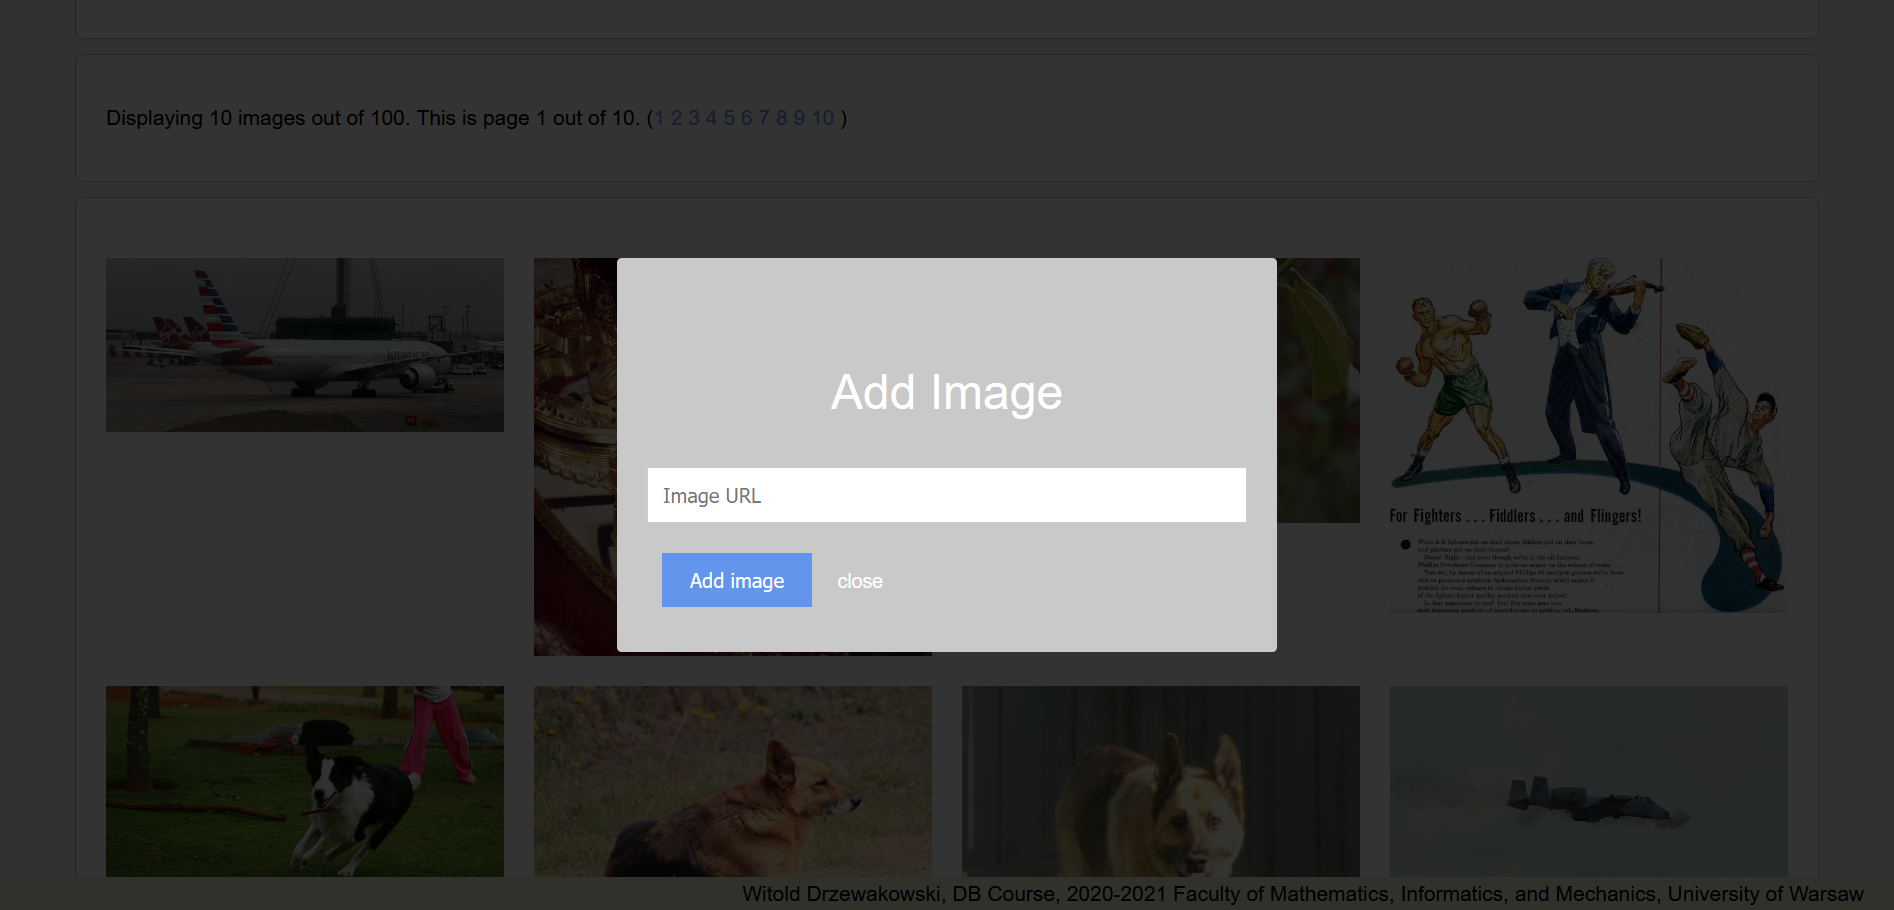 Displaying 10 images out of 100. This is page 1 out of 10. (1 2 3 4 5 6 7 8 9 10 )
American
Add Image
Image URL
Add image
close
For Fighters . . . Fiddlers . . . and Flingers!
Witold Drzewakowski, DB Course, 2020-2021 Faculty of Mathematics, Informatics, and Mechanics, University of Warsaw